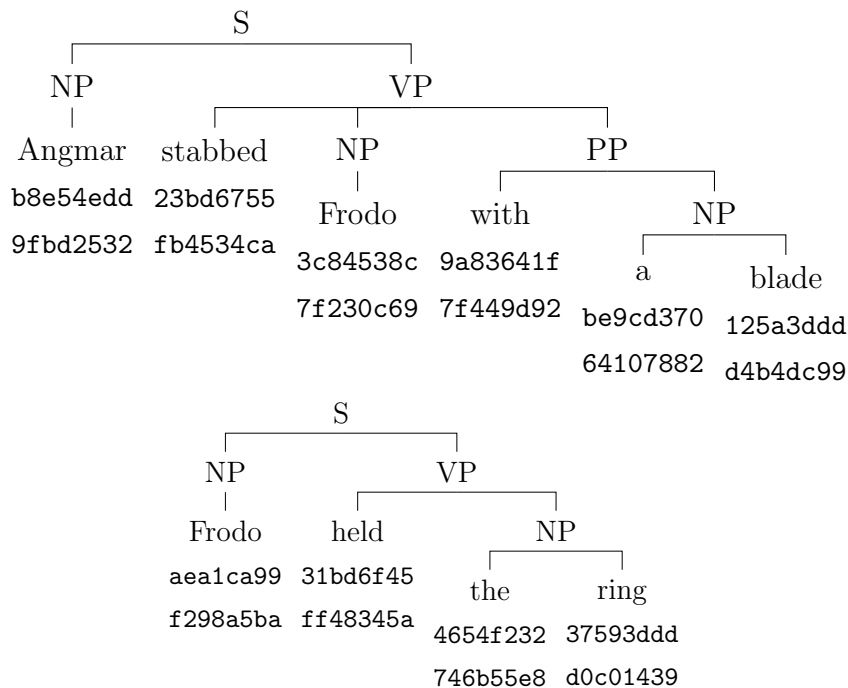 S
NP VP
Angmar stabbed NP PP
b8e54edd 23bd6755 Frodo with NP
9fbd2532 fb4534ca 3c84538c 9a83641f a blade
7f230c69 7f449d92 be9cd370 125a3ddd
64107882 d4b4dc99
S
NP VP
Frodo held NP
aea1ca99 31bd6f45 the ring
f298a5ba ff48345a 4654f232 37593ddd
746b55e8 d0c01439